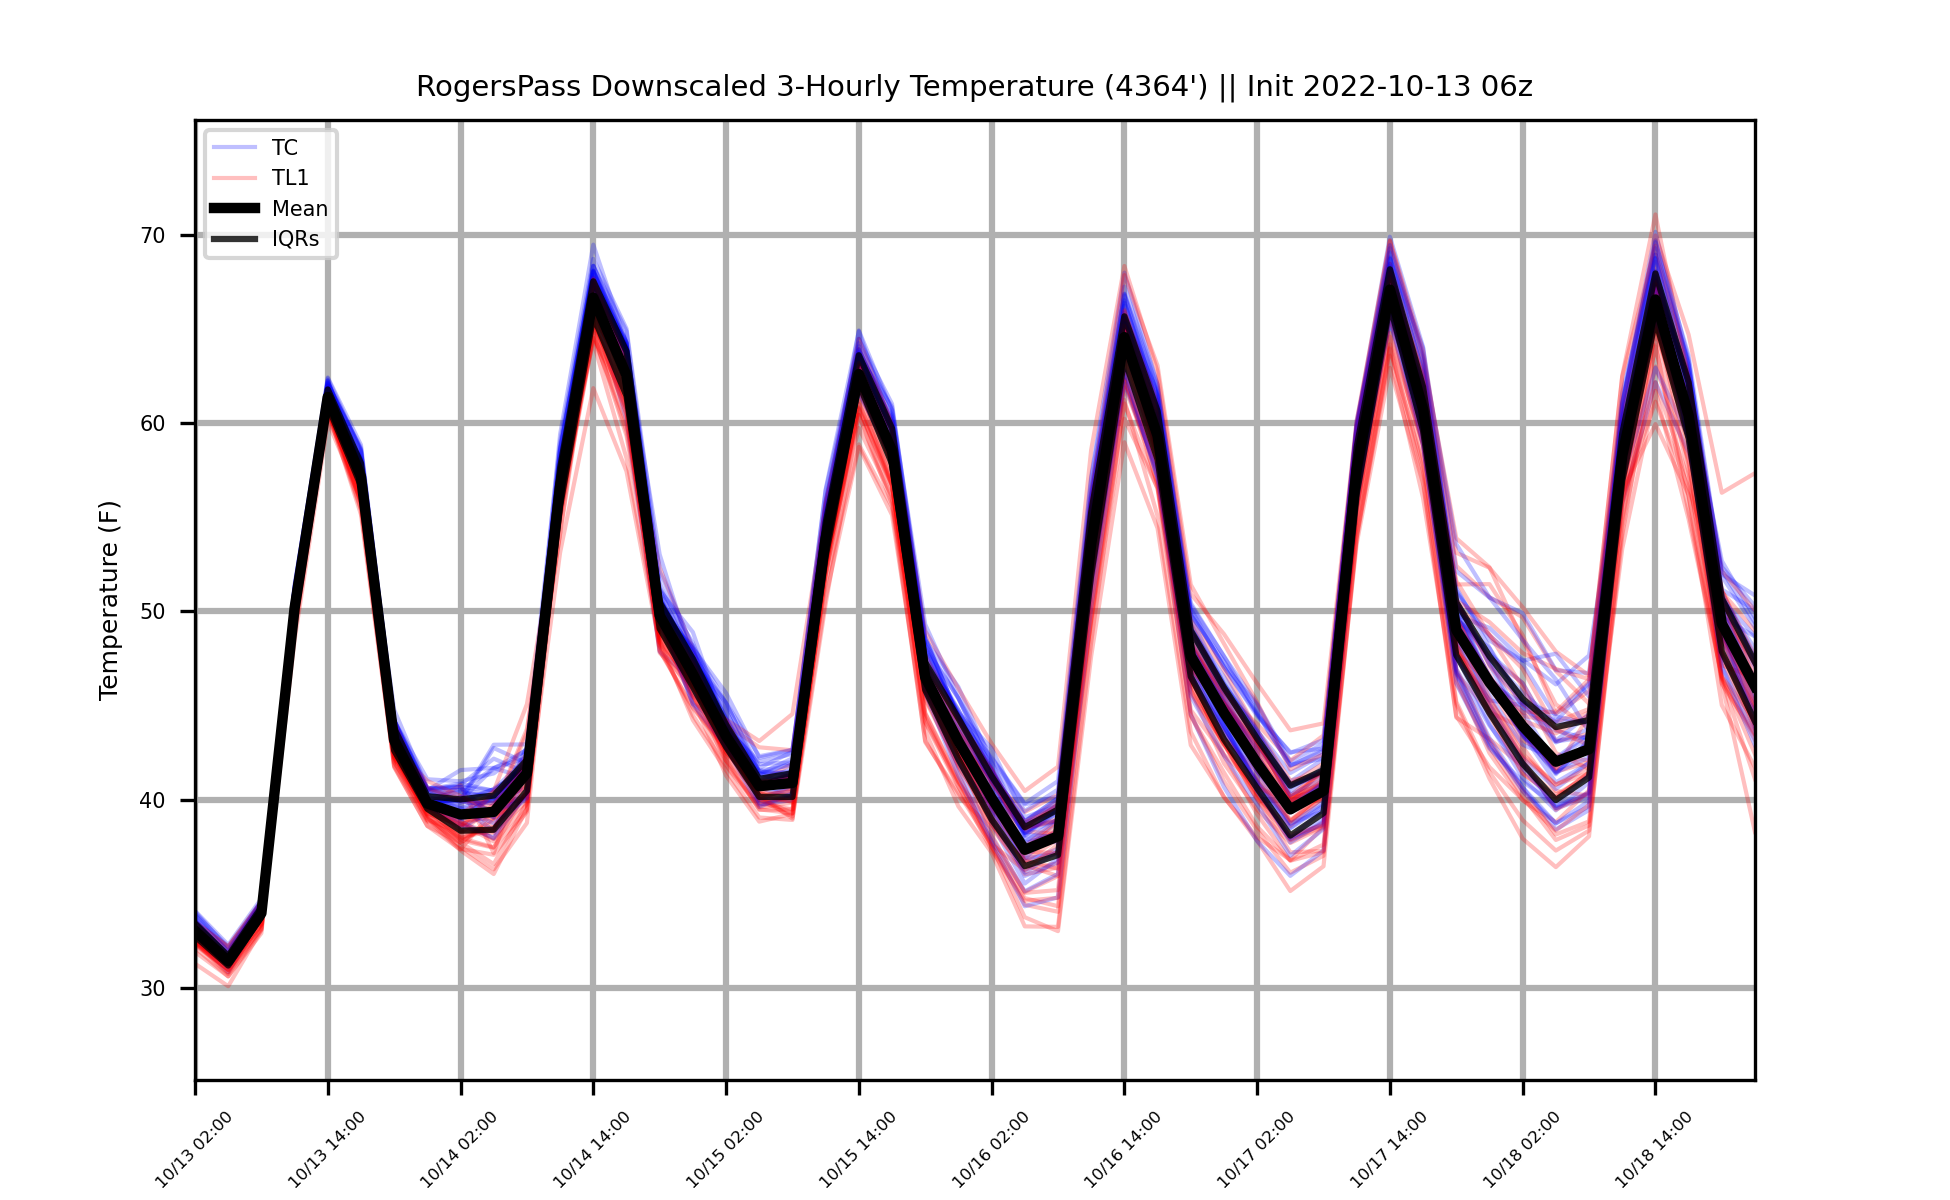 RogersPass Downscaled 3-Hourly Temperature (4364') || Init 2022-10-13 06z
TC
TL1
Mean
IQRs
Temperature (F)
70
60
50
40
30
10/13 02:00
10/13 14:00
10/14 02:00
10/14 14:00
10/15 02:00
10/15 14:00
10/16 02:00
10/16 14:00
10/17 02:00
10/17 14:00
10/18 02:00
10/18 14:00